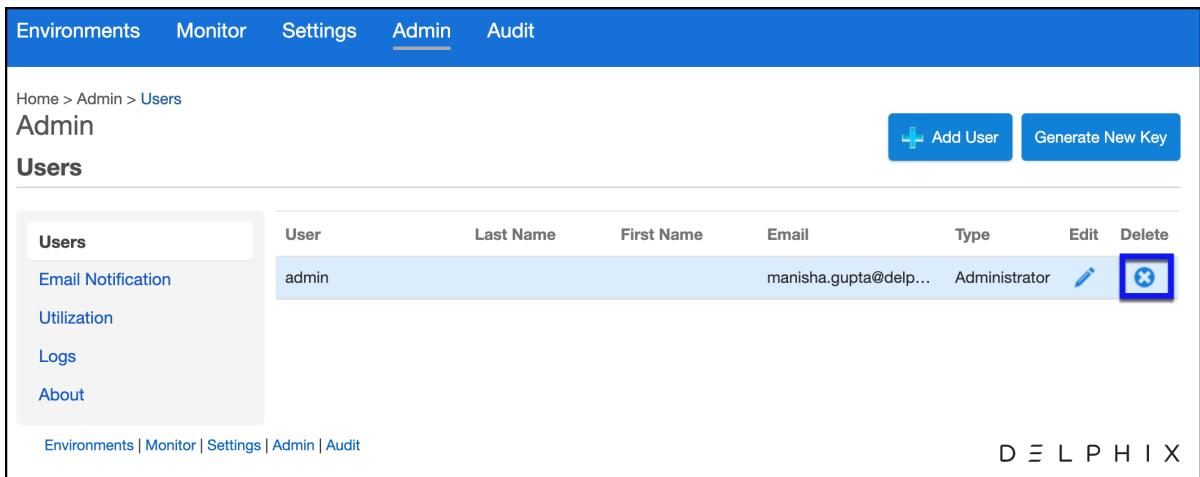 Environments Monitor Settings Admin Audit
Home > Admin > Users
Admin
Add User Generate New Key
Users
Users
Email Notification
Utilization
Logs
About
User Last Name First Name Email Type Edit Delete
admin manisha.gupta@delp... Administrator
Environments | Monitor | Settings | Admin | Audit
DELPHIX